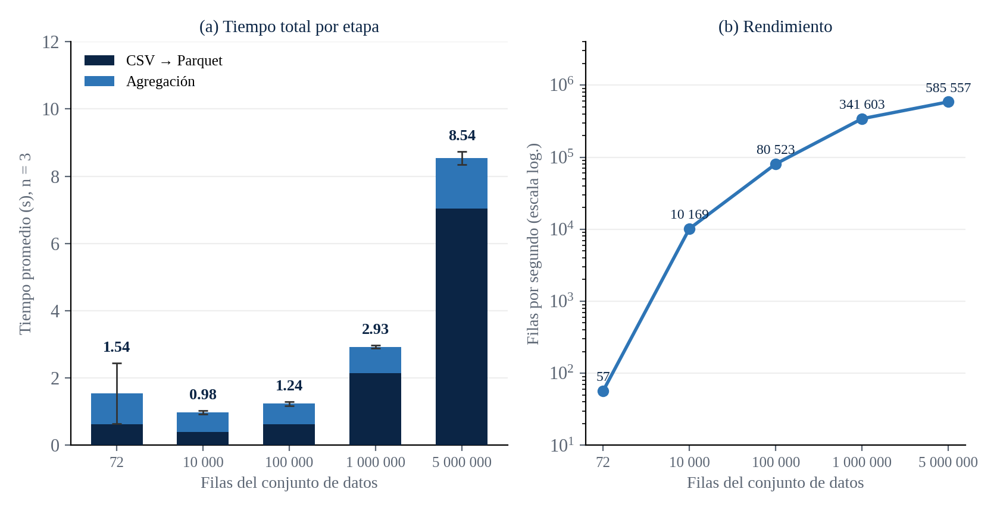 (a) Tiempo total por etapa
CSV → Parquet
Agregación
Tiempo promedio (s), n = 3
12
10
8
6
4
2
0
1.54
0.98
1.24
2.93
8.54
72
10 000
100 000
1 000 000
5 000 000
Filas del conjunto de datos
(b) Rendimiento
Filas por segundo (escala log.)
10⁶
10⁵
10⁴
10³
10²
10¹
57
10 169
80 523
341 603
585 557
72
10 000
100 000
1 000 000
5 000 000
Filas del conjunto de datos